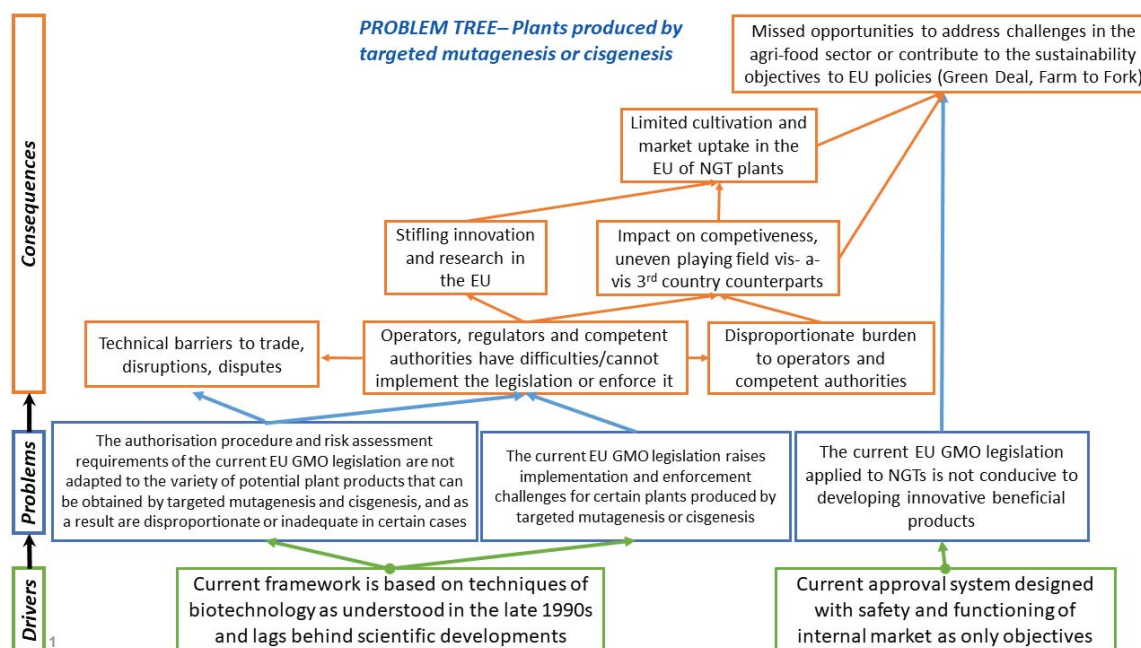 PROBLEM TREE– Plants produced by
targeted mutagenesis or cisgenesis
Missed opportunities to address challenges in the
agri-food sector or contribute to the sustainability
objectives to EU policies (Green Deal, Farm to Fork)
Consequences
Limited cultivation and
market uptake in the
EU of NGT plants
Stifling innovation
and research in
the EU
Impact on competiveness,
uneven playing field vis- a-
vis 3rd country counterparts
Technical barriers to trade,
disruptions, disputes
Operators, regulators and competent
authorities have difficulties/cannot
implement the legislation or enforce it
Disproportionate burden
to operators and
competent authorities
Problems
The authorisation procedure and risk assessment
requirements of the current EU GMO legislation are not
adapted to the variety of potential plant products that can
be obtained by targeted mutagenesis and cisgenesis, and as
a result are disproportionate or inadequate in certain cases
The current EU GMO legislation raises
implementation and enforcement
challenges for certain plants produced by
targeted mutagenesis or cisgenesis
The current EU GMO legislation
applied to NGTs is not conducive to
developing innovative beneficial
products
Drivers
Current framework is based on techniques of
biotechnology as understood in the late 1990s
and lags behind scientific developments
Current approval system designed
with safety and functioning of
internal market as only objectives
1